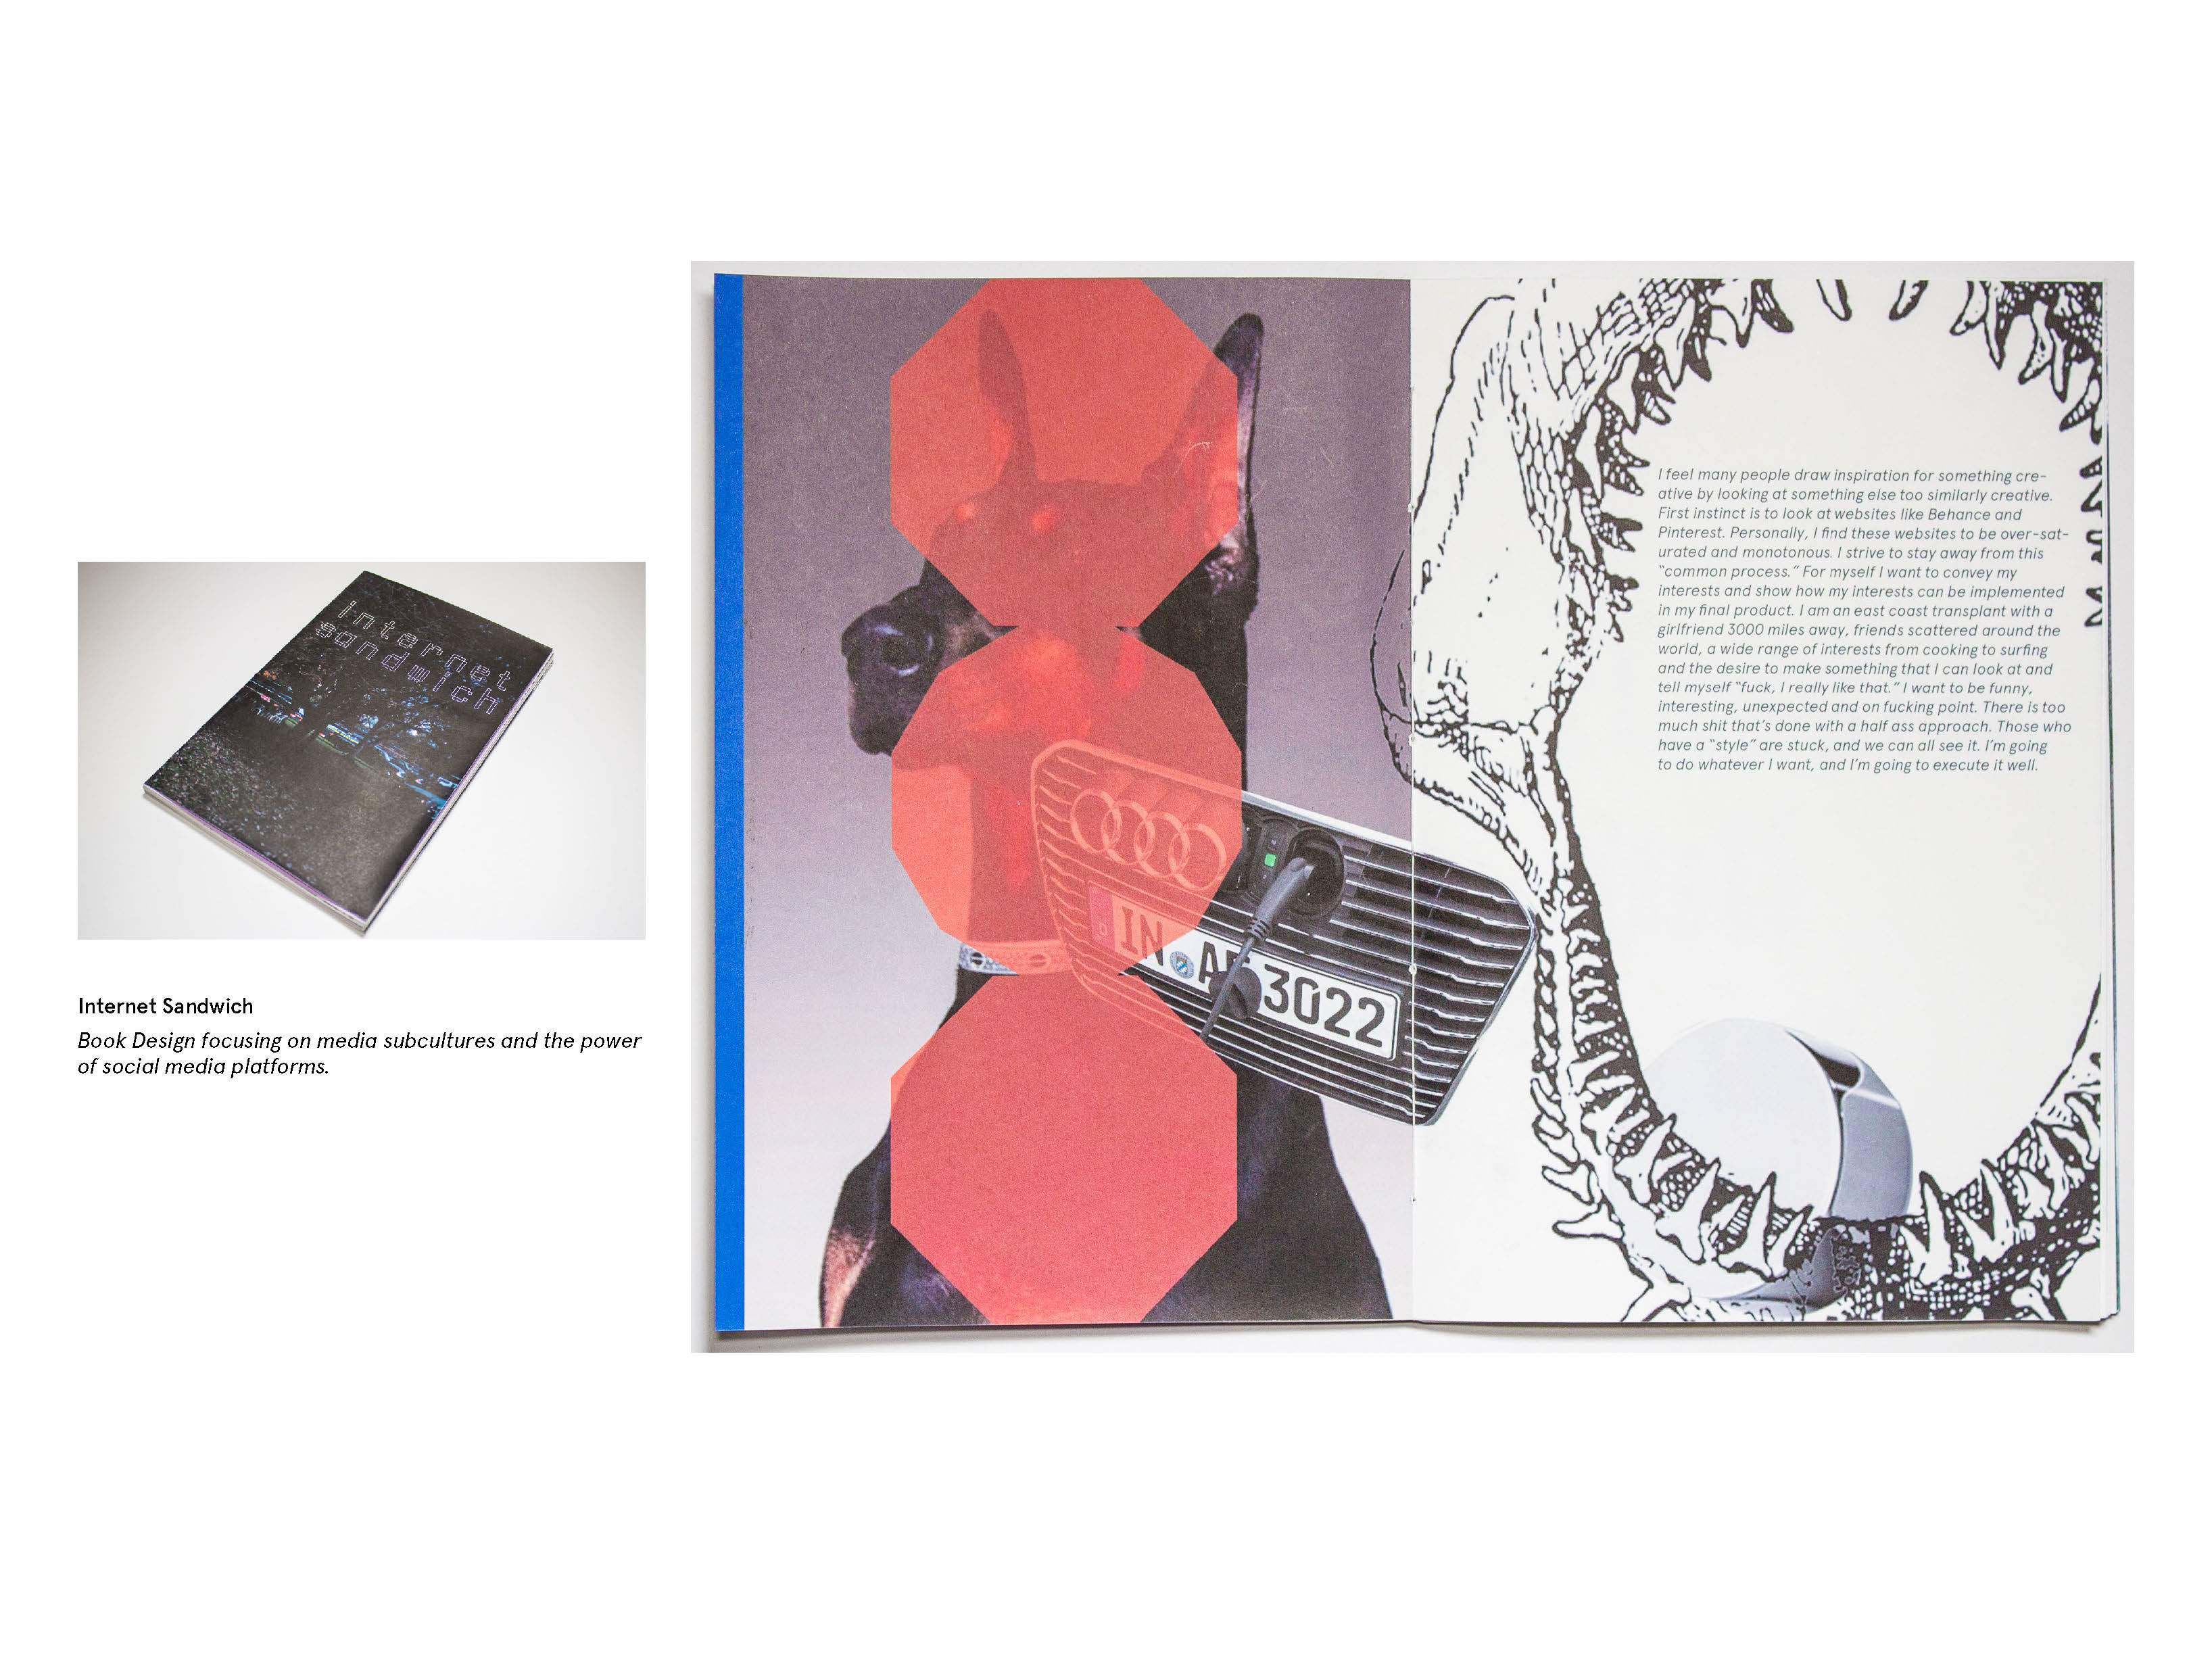 internet
sandwich
Internet Sandwich
Book Design focusing on media subcultures and the power
of social media platforms.
D
IN A 3022
I feel many people draw inspiration for something cre-
ative by looking at something else too similarly creative.
First instinct is to look at websites like Behance and
Pinterest. Personally, I find these websites to be over-sat-
urated and monotonous. I strive to stay away from this
“common process.” For myself I want to convey my
interests and show how my interests can be implemented
in my final product. I am an east coast transplant with a
girlfriend 3000 miles away, friends scattered around the
world, a wide range of interests from cooking to surfing
and the desire to make something that I can look at and
tell myself “fuck, I really like that.” I want to be funny,
interesting, unexpected and on fucking point. There is too
much shit that’s done with a half ass approach. Those who
have a “style” are stuck, and we can all see it. I’m going
to do whatever I want, and I’m going to execute it well.